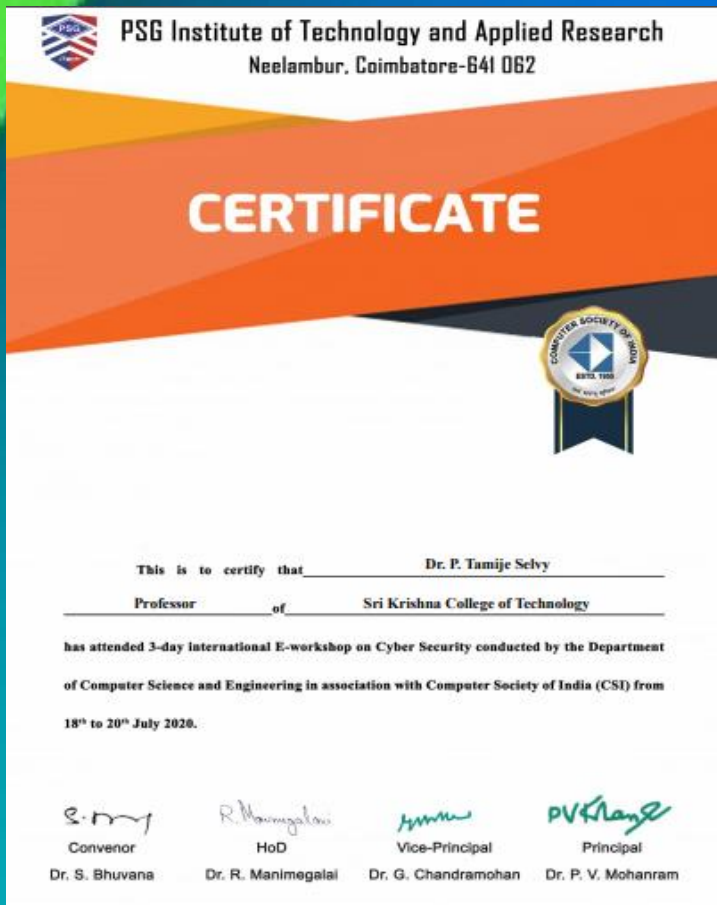 PSG
PSG Institute of Technology and Applied Research
Neelambur, Coimbatore-641 062
CERTIFICATE
COMPUTER SOCIETY OF INDIA
ESTD. 1965
This is to certify that Dr. P. Tamije Selvy
Professor of Sri Krishna College of Technology
has attended 3-day international E-workshop on Cyber Security conducted by the Department
of Computer Science and Engineering in association with Computer Society of India (CSI) from
18th to 20th July 2020.
Convenor HoD Vice-Principal Principal
Dr. S. Bhuvana Dr. R. Manimegalai Dr. G. Chandramohan Dr. P. V. Mohanram